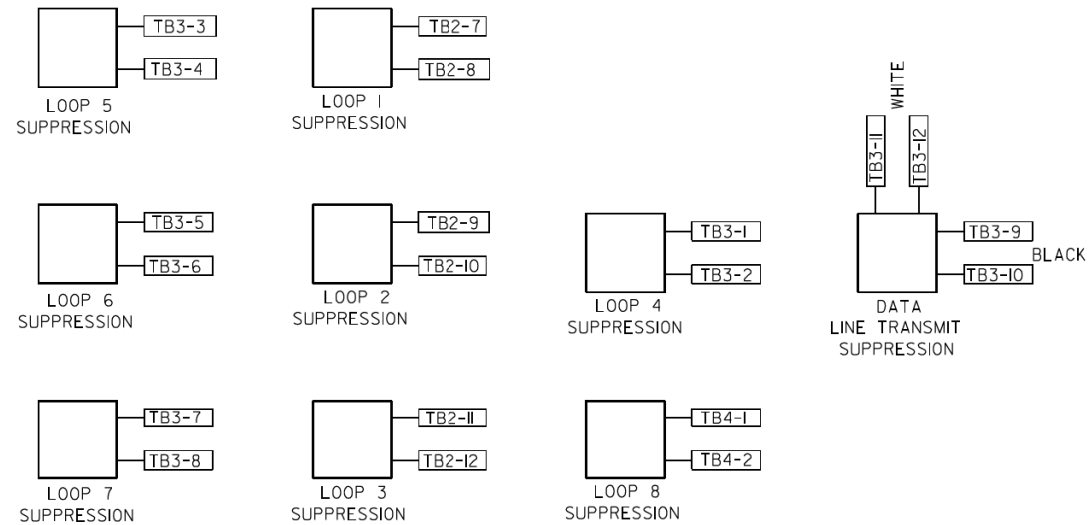 TB3-3
TB3-4
LOOP 5
SUPPRESSION
TB2-7
TB2-8
LOOP 1
SUPPRESSION
TB3-5
TB3-6
LOOP 6
SUPPRESSION
TB2-9
TB2-10
LOOP 2
SUPPRESSION
TB3-1
TB3-2
LOOP 4
SUPPRESSION
WHITE
TB3-11
TB3-12
TB3-9
BLACK
TB3-10
DATA
LINE TRANSMIT
SUPPRESSION
TB3-7
TB3-8
LOOP 7
SUPPRESSION
TB2-11
TB2-12
LOOP 3
SUPPRESSION
TB4-1
TB4-2
LOOP 8
SUPPRESSION